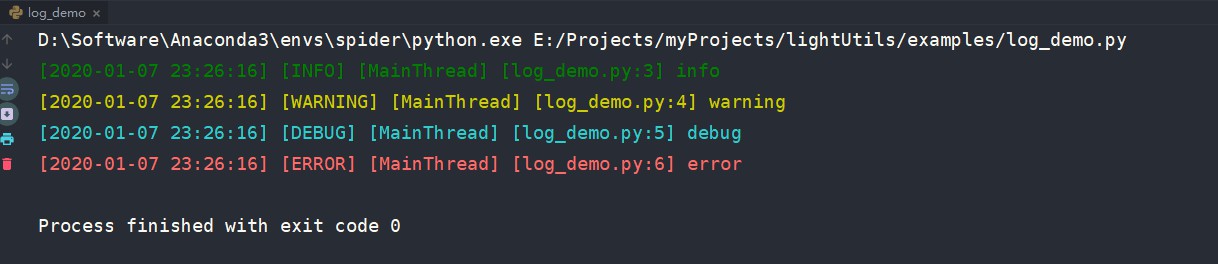 log_demo
D:\Software\Anaconda3\envs\spider\python.exe E:/Projects/myProjects/lightUtils/examples/log_demo.py
[2020-01-07 23:26:16] [INFO] [MainThread] [log_demo.py:3] info
[2020-01-07 23:26:16] [WARNING] [MainThread] [log_demo.py:4] warning
[2020-01-07 23:26:16] [DEBUG] [MainThread] [log_demo.py:5] debug
[2020-01-07 23:26:16] [ERROR] [MainThread] [log_demo.py:6] error
Process finished with exit code 0